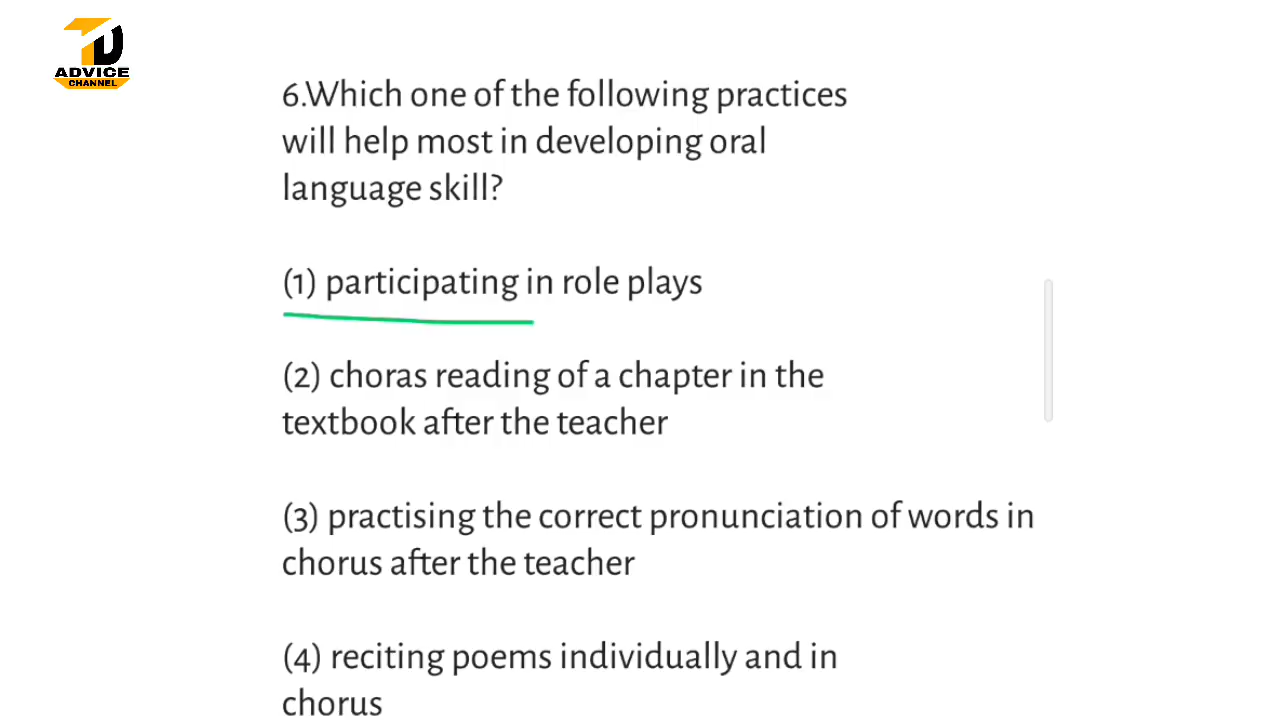 TD
ADVICE
CHANNEL
6.Which one of the following practices
will help most in developing oral
language skill?
(1) participating in role plays
(2) choras reading of a chapter in the
textbook after the teacher
(3) practising the correct pronunciation of words in
chorus after the teacher
(4) reciting poems individually and in
chorus